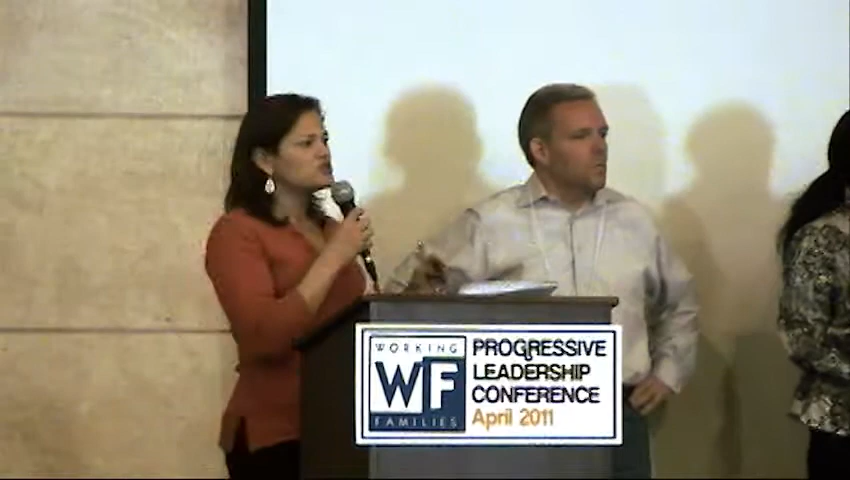 WORKING
WF
FAMILIES
PROGRESSIVE
LEADERSHIP
CONFERENCE
April 2011